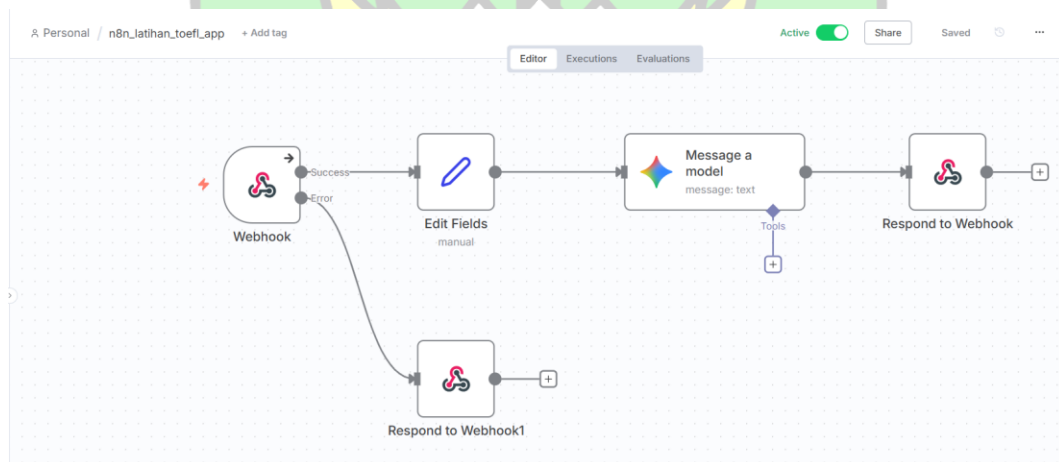 Personal / n8n_latihan_toefl_app + Add tag
Active Share Saved ...
Editor Executions Evaluations
Success
Error
Webhook
Edit Fields
manual
Message a
model
message: text
Tools
Respond to Webhook
Respond to Webhook1